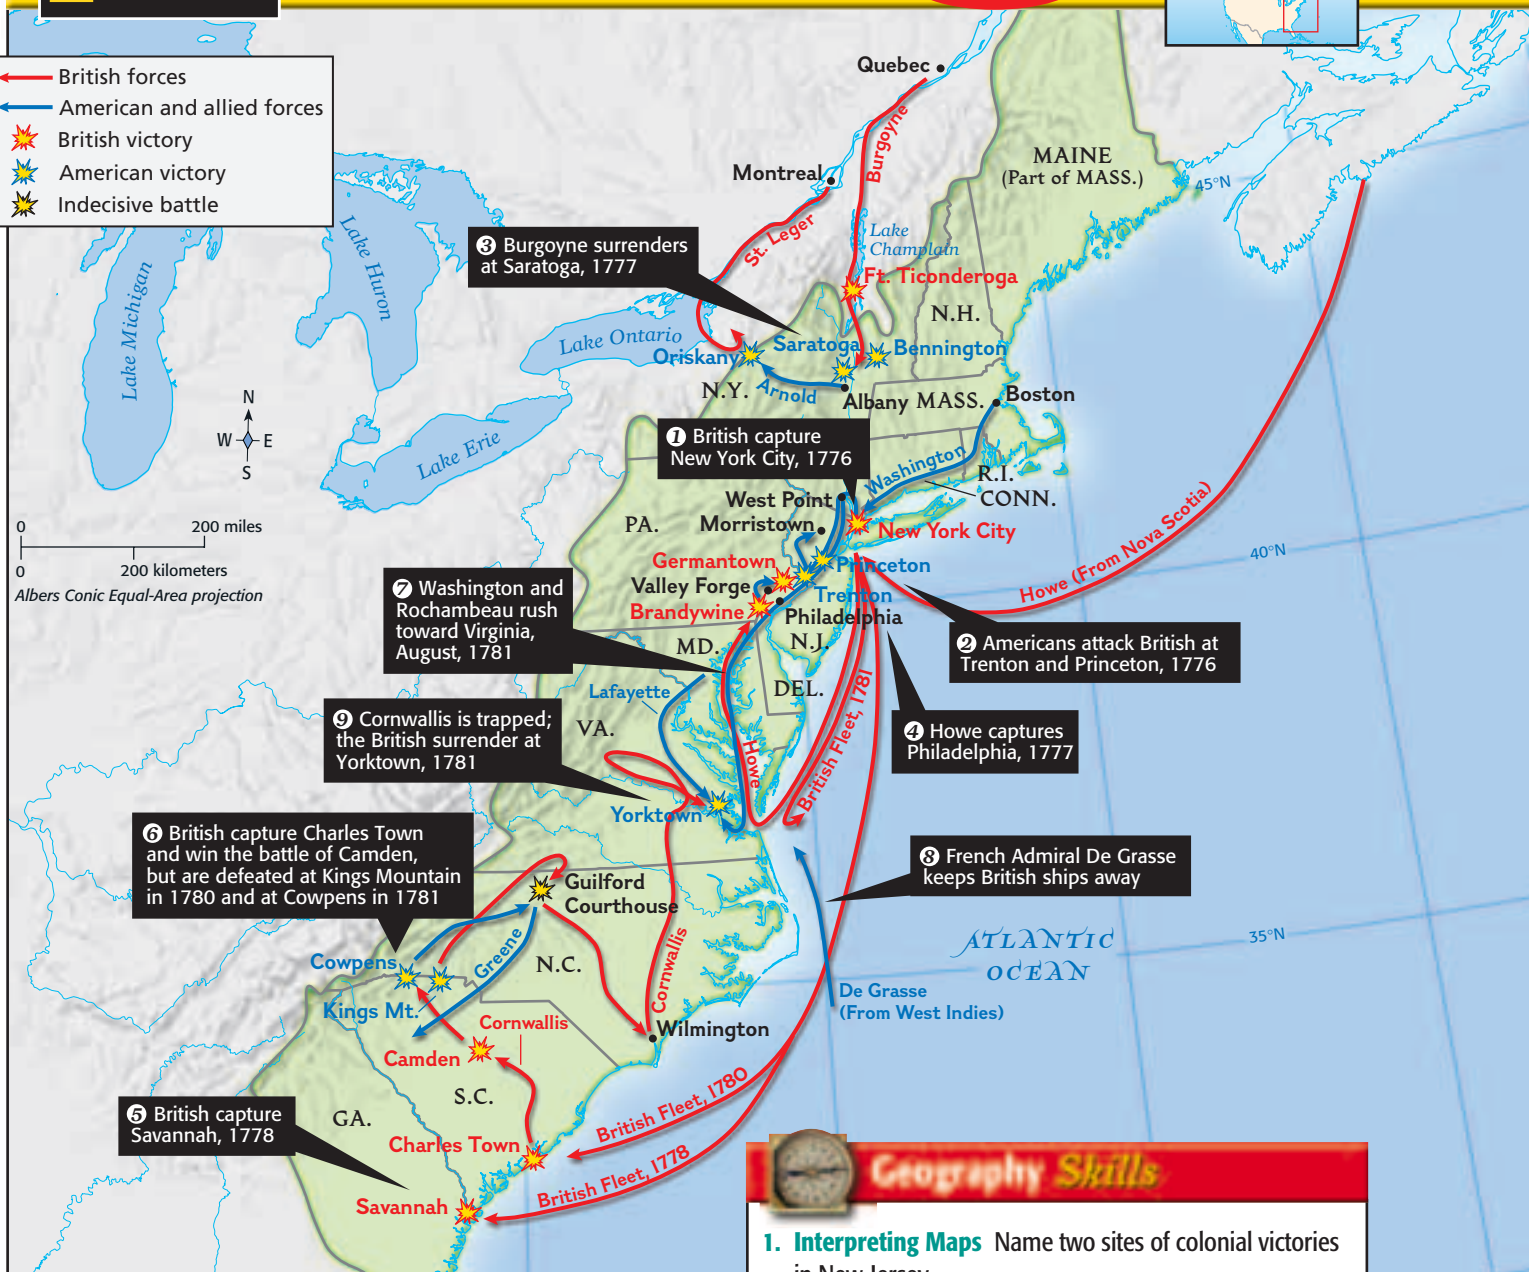 British forces
American and allied forces
British victory
American victory
Indecisive battle
Quebec
Burgoyne
Montreal
St. Leger
MAINE
(Part of MASS.)
45°N
Lake
Champlain
Lake Huron
Lake Michigan
3 Burgoyne surrenders
at Saratoga, 1777
Ft. Ticonderoga
N.H.
Lake Ontario
Oriskany
Saratoga
Bennington
N.Y.
Arnold
Albany
MASS.
Boston
N
W
E
S
Lake Erie
1 British capture
New York City, 1776
Washington
R.I.
CONN.
West Point
Morristown
PA.
New York City
0
200 miles
0
200 kilometers
Albers Conic Equal-Area projection
Germantown
Princeton
Valley Forge
Trenton
Brandywine
Philadelphia
40°N
Howe (From Nova Scotia)
7 Washington and
Rochambeau rush
toward Virginia,
August, 1781
MD.
N.J.
2 Americans attack British at
Trenton and Princeton, 1776
DEL.
Lafayette
VA.
9 Cornwallis is trapped;
the British surrender at
Yorktown, 1781
4 Howe captures
Philadelphia, 1777
Howe
British Fleet, 1781
Yorktown
6 British capture Charles Town
and win the battle of Camden,
but are defeated at Kings Mountain
in 1780 and at Cowpens in 1781
8 French Admiral De Grasse
keeps British ships away
Guilford
Courthouse
Greene
Cowpens
N.C.
Cornwallis
ATLANTIC
OCEAN
35°N
De Grasse
(From West Indies)
Kings Mt.
Cornwallis
Wilmington
Camden
S.C.
GA.
5 British capture
Savannah, 1778
Charles Town
British Fleet, 1780
British Fleet, 1778
Savannah
Geography Skills
1. Interpreting Maps Name two sites of colonial victories
in New Jersey